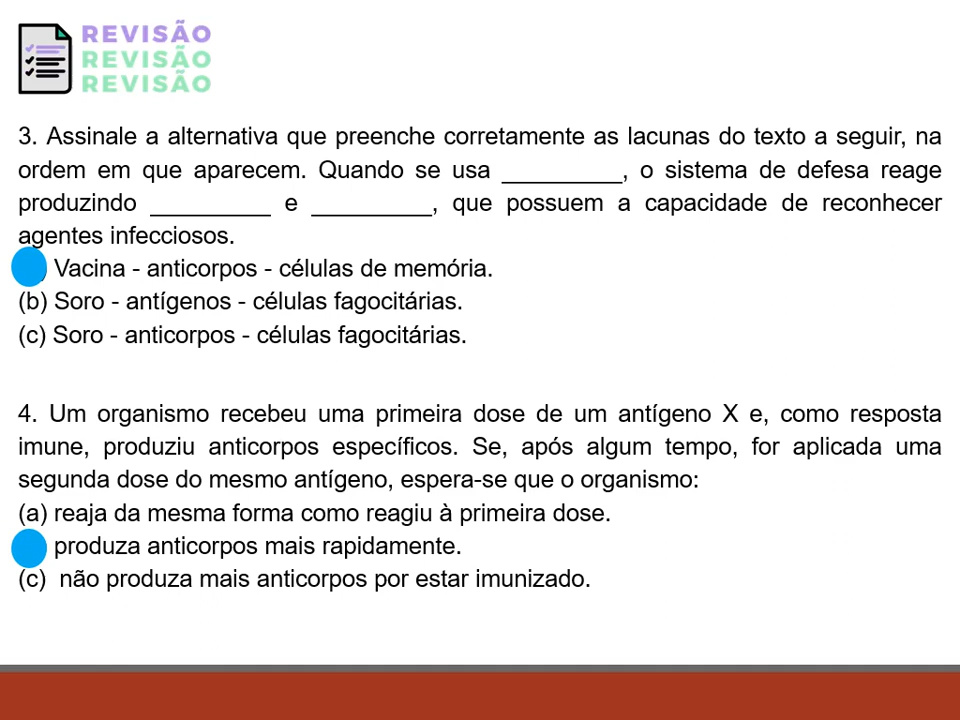 REVISÃO
REVISÃO
REVISÃO
3. Assinale a alternativa que preenche corretamente as lacunas do texto a seguir, na
ordem em que aparecem. Quando se usa _________, o sistema de defesa reage
produzindo _________ e _________, que possuem a capacidade de reconhecer
agentes infecciosos.
) Vacina - anticorpos - células de memória.
(b) Soro - antígenos - células fagocitárias.
(c) Soro - anticorpos - células fagocitárias.
4. Um organismo recebeu uma primeira dose de um antígeno X e, como resposta
imune, produziu anticorpos específicos. Se, após algum tempo, for aplicada uma
segunda dose do mesmo antígeno, espera-se que o organismo:
(a) reaja da mesma forma como reagiu à primeira dose.
produza anticorpos mais rapidamente.
(c) não produza mais anticorpos por estar imunizado.